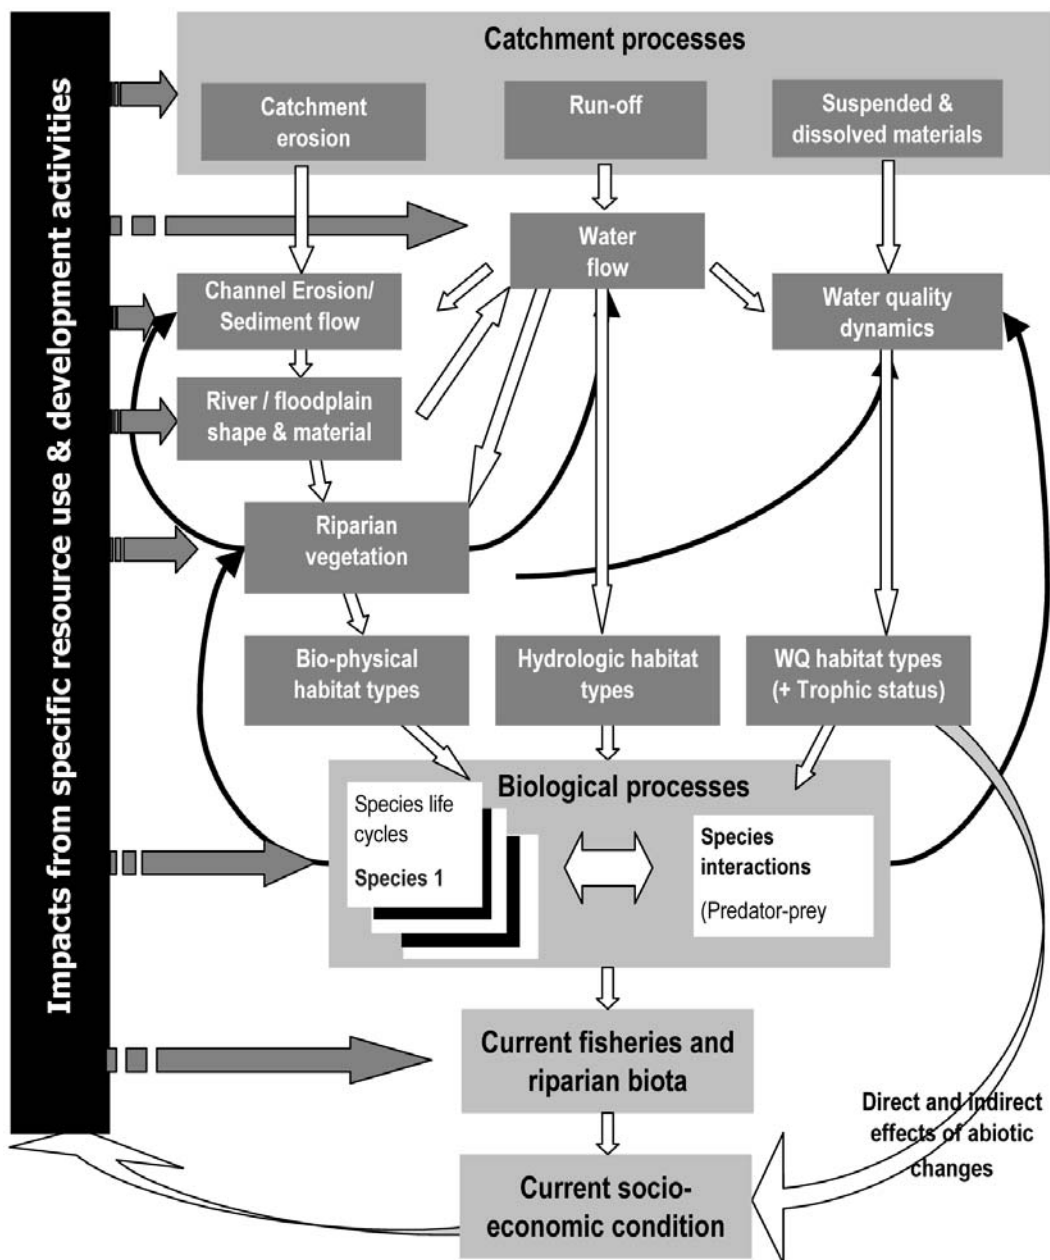 Impacts from specific resource use & development activities
Catchment processes
Catchment
erosion
Run-off
Suspended &
dissolved materials
Water
flow
Channel Erosion/
Sediment flow
Water quality
dynamics
River / floodplain
shape & material
Riparian
vegetation
Bio-physical
habitat types
Hydrologic habitat
types
WQ habitat types
(+ Trophic status)
Biological processes
Species life
cycles
Species 1
Species
interactions
(Predator-prey
Current fisheries and
riparian biota
Direct and indirect
effects of abiotic
changes
Current socio-
economic condition